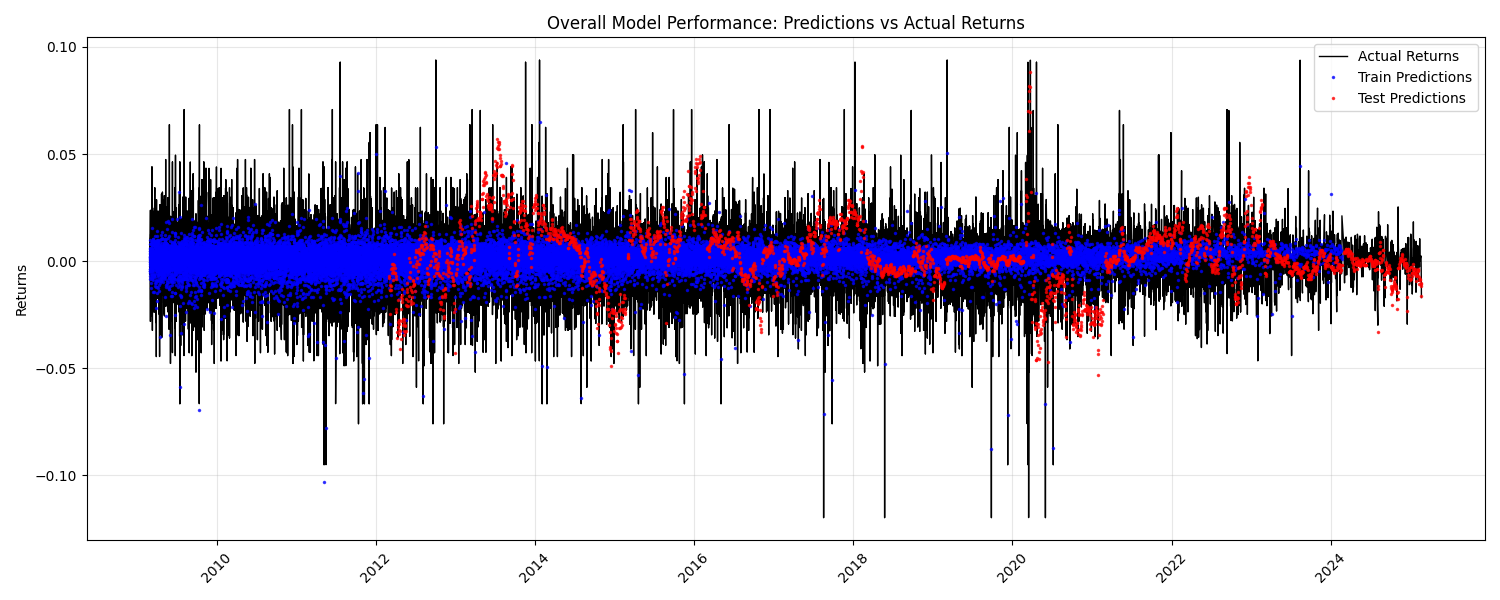 Overall Model Performance: Predictions vs Actual Returns
Actual Returns
Train Predictions
Test Predictions
Returns
0.10
0.05
0.00
−0.05
−0.10
2010
2012
2014
2016
2018
2020
2022
2024